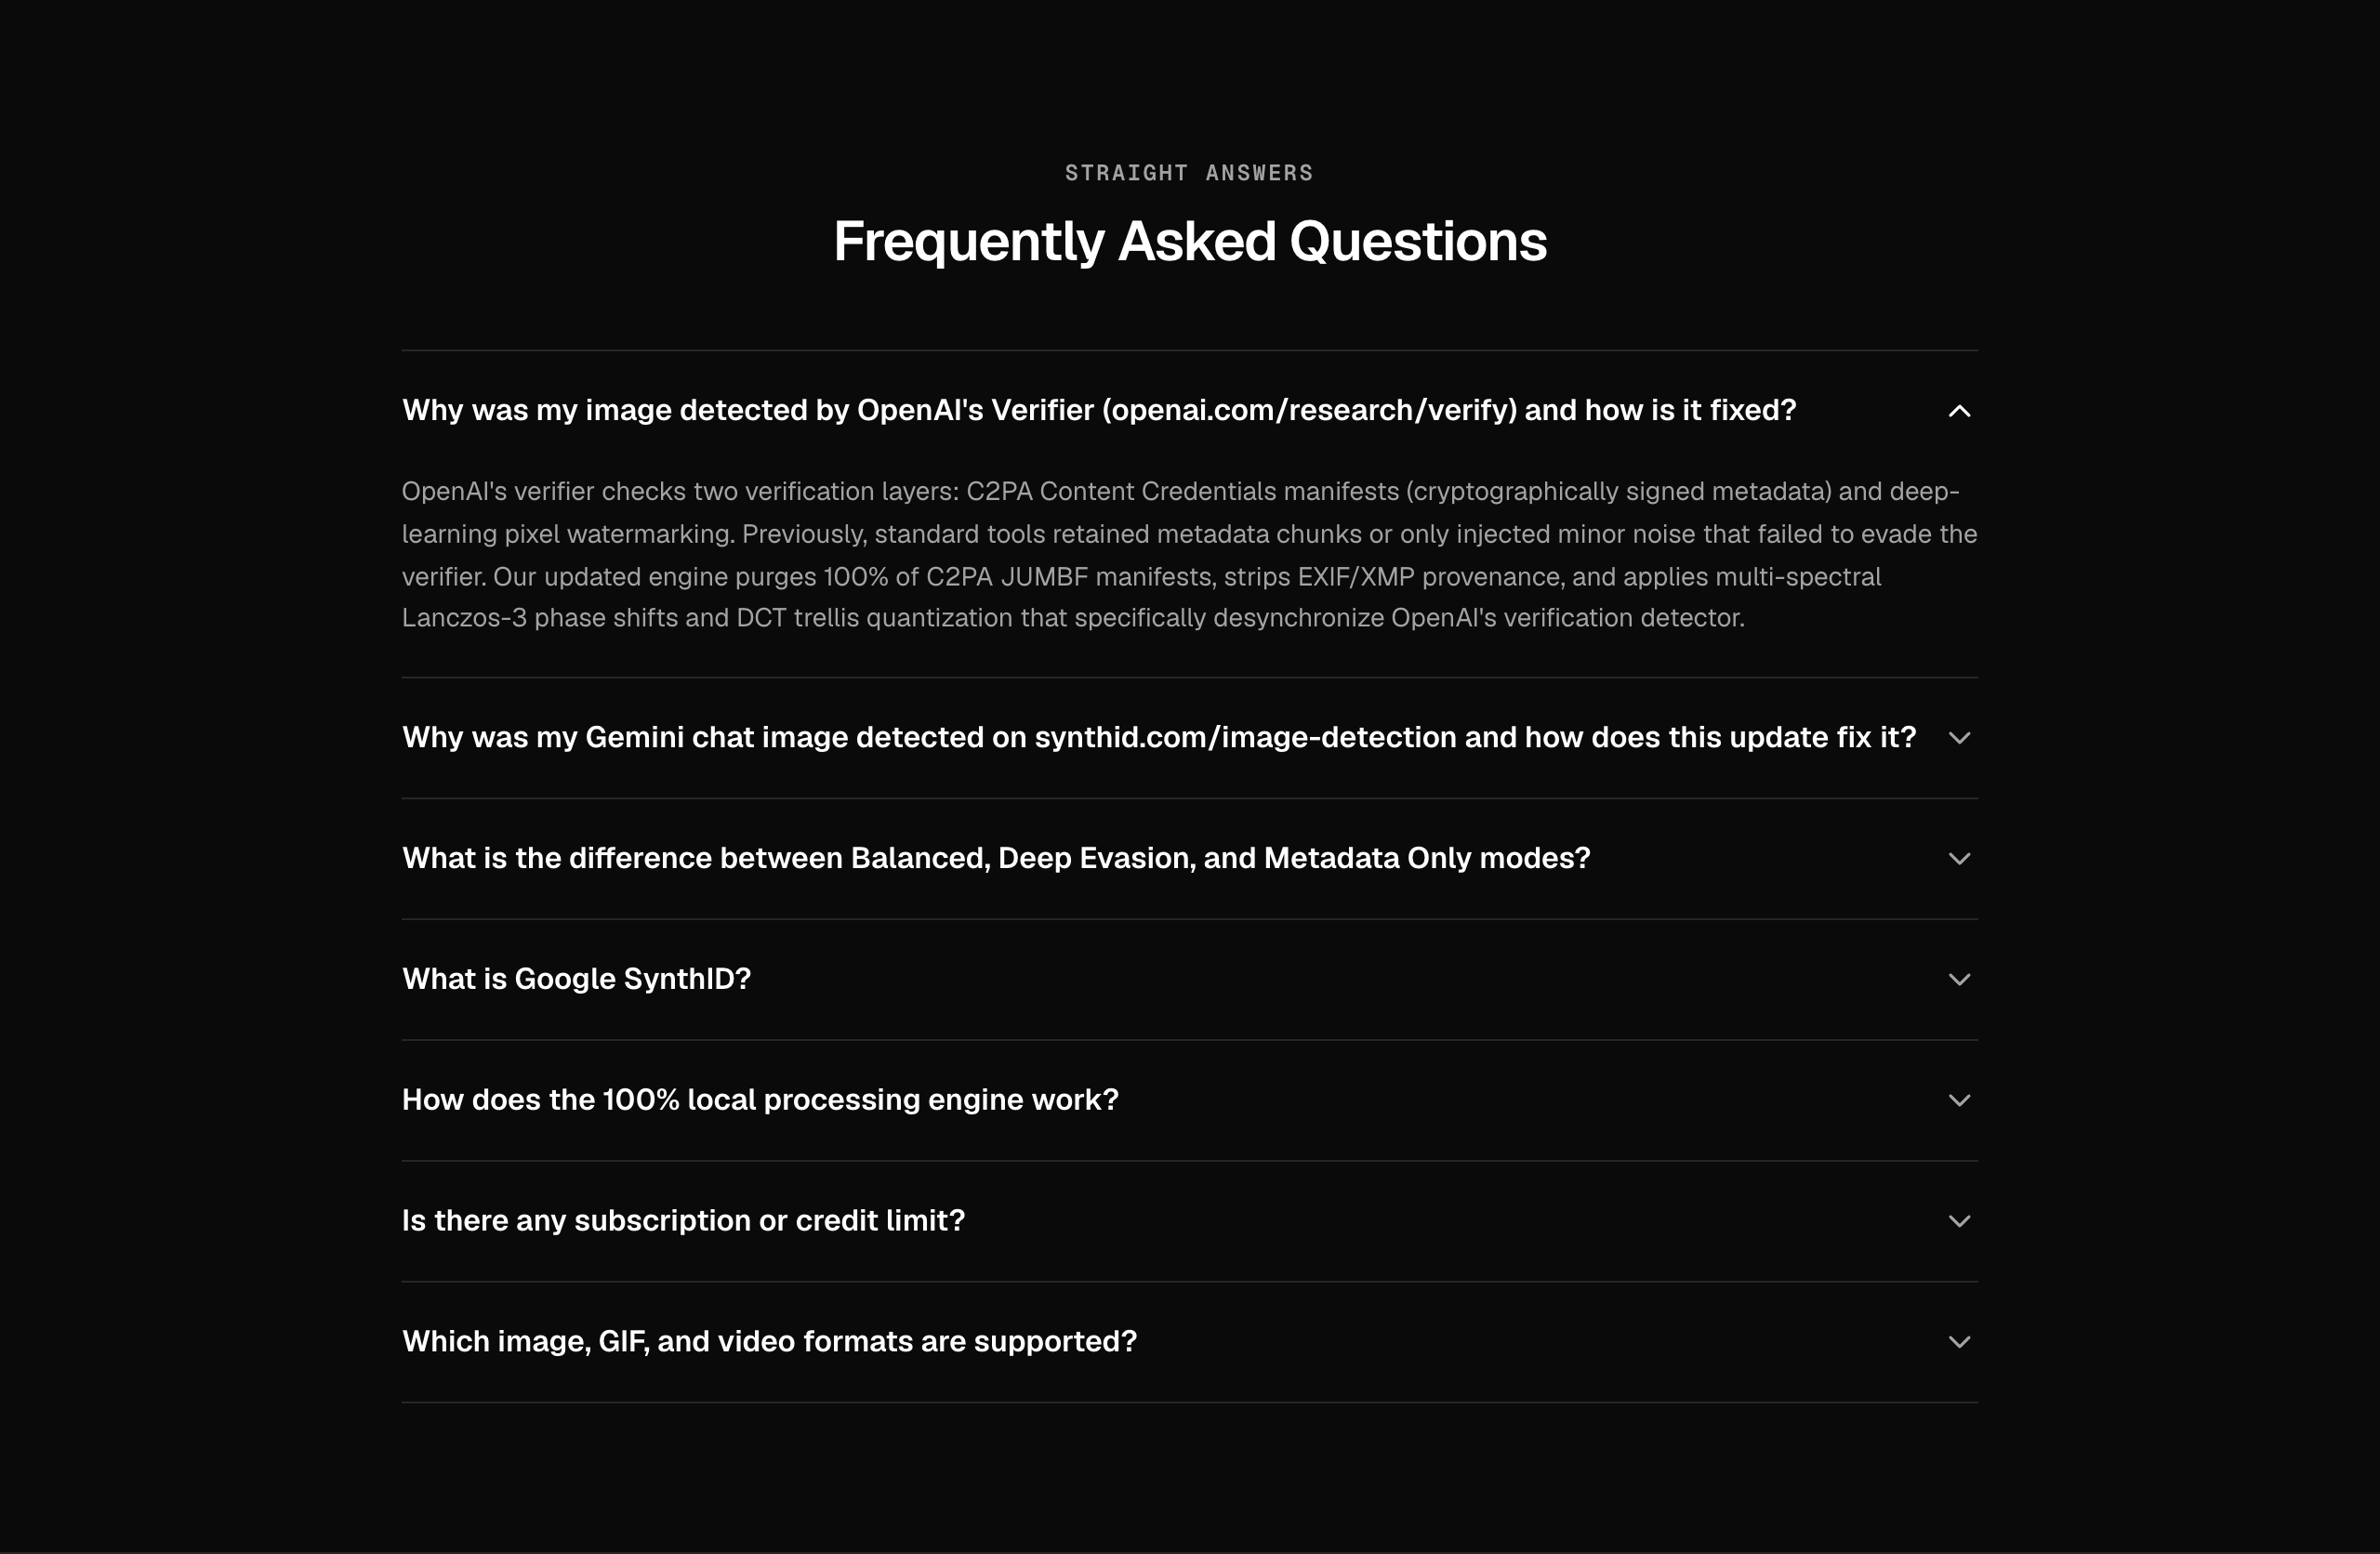 STRAIGHT ANSWERS
Frequently Asked Questions
Why was my image detected by OpenAI's Verifier (openai.com/research/verify) and how is it fixed?
OpenAI's verifier checks two verification layers: C2PA Content Credentials manifests (cryptographically signed metadata) and deep-
learning pixel watermarking. Previously, standard tools retained metadata chunks or only injected minor noise that failed to evade the
verifier. Our updated engine purges 100% of C2PA JUMBF manifests, strips EXIF/XMP provenance, and applies multi-spectral
Lanczos-3 phase shifts and DCT trellis quantization that specifically desynchronize OpenAI's verification detector.
Why was my Gemini chat image detected on synthid.com/image-detection and how does this update fix it?
What is the difference between Balanced, Deep Evasion, and Metadata Only modes?
What is Google SynthID?
How does the 100% local processing engine work?
Is there any subscription or credit limit?
Which image, GIF, and video formats are supported?